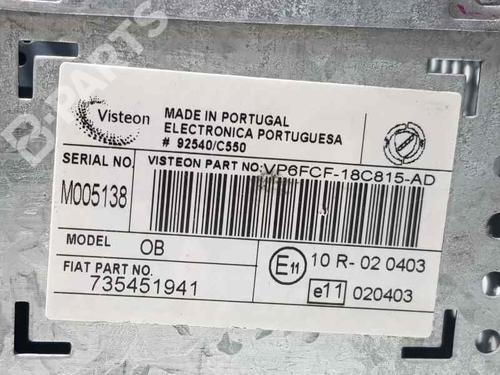 Visteon
MADE IN PORTUGAL
ELECTRONICA PORTUGUESA
# 92540/C550
SERIAL NO.
M005138
VISTEON PART NO: VP6FCF-18C815-AD
MODEL OB
E11 10 R- 02 0403
FIAT PART NO.
735451941
e11 020403
B-PARTS